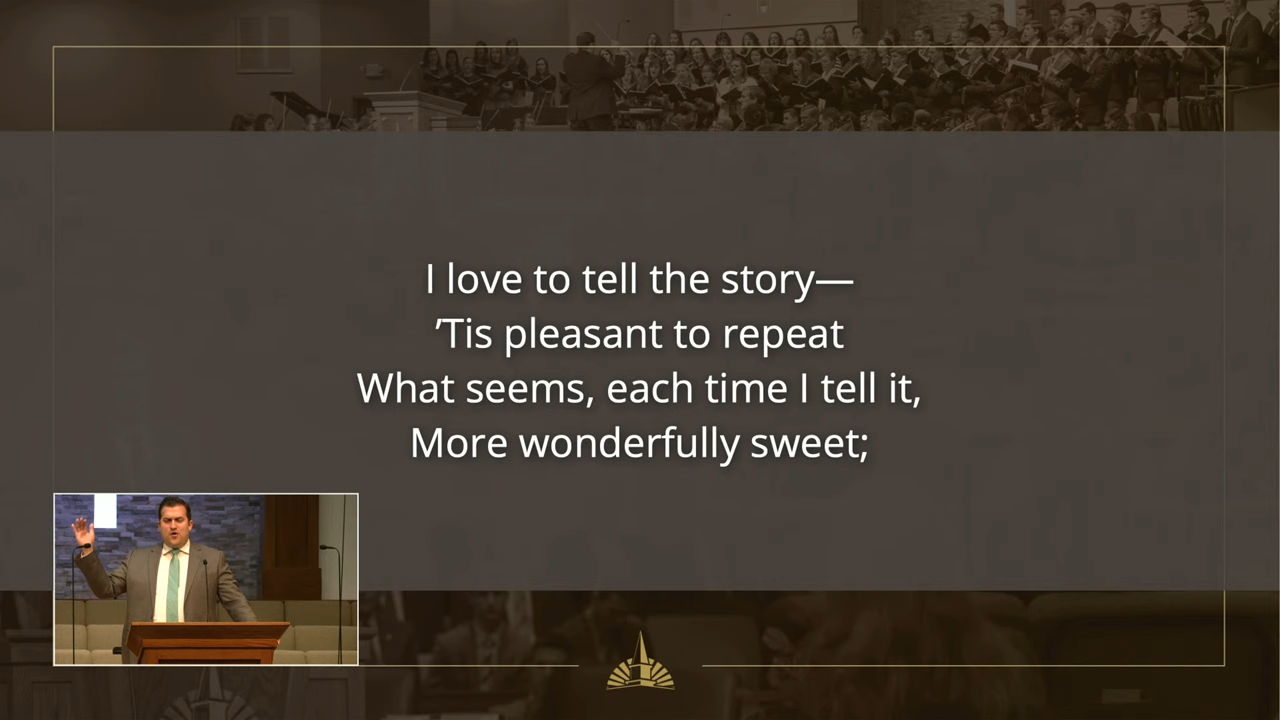 I love to tell the story—
’Tis pleasant to repeat
What seems, each time I tell it,
More wonderfully sweet;